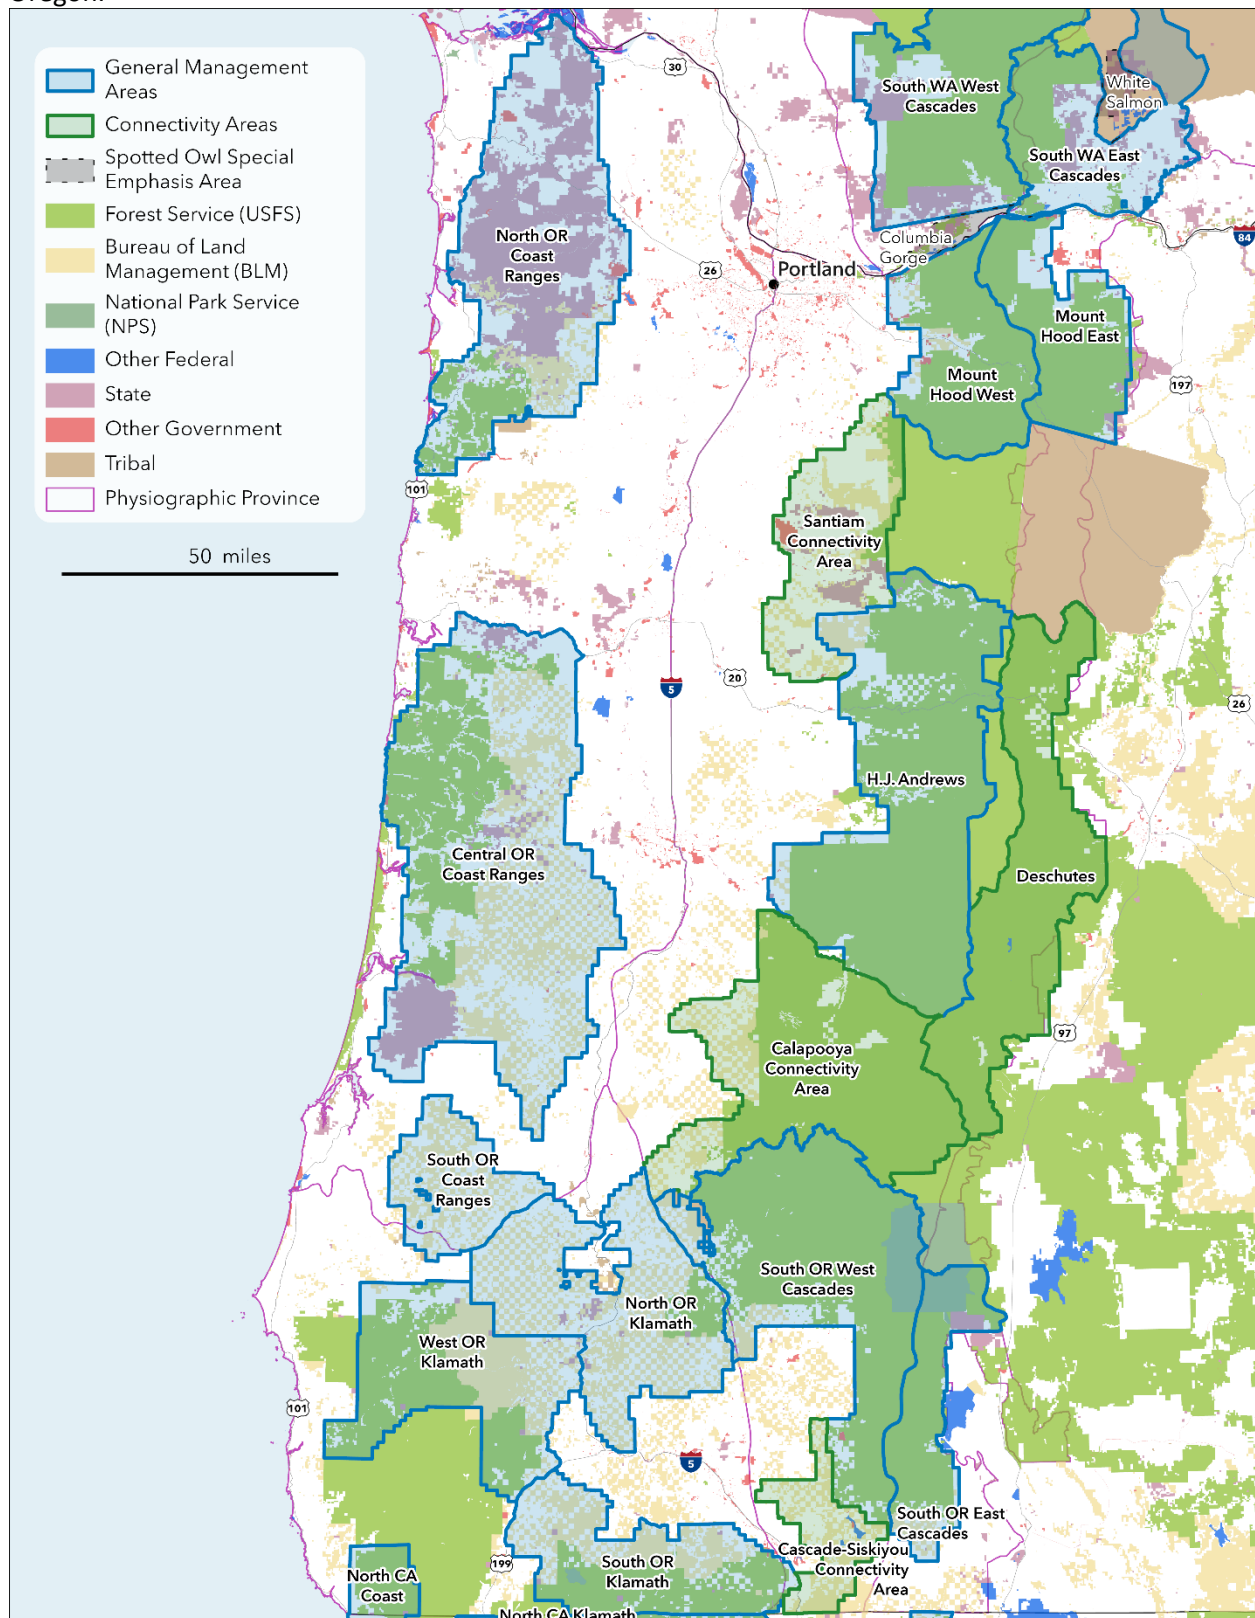 Oregon.
General Management
Areas
Connectivity Areas
Spotted Owl Special
Emphasis Area
Forest Service (USFS)
Bureau of Land
Management (BLM)
National Park Service
(NPS)
Other Federal
State
Other Government
Tribal
Physiographic Province
50 miles
30
South WA West
Cascades
White
Salmon
South WA East
Cascades
North OR
Coast
Ranges
Columbia
Gorge
84
26
Portland
Mount
Hood East
Mount
Hood West
197
101
Santiam
Connectivity
Area
5
20
26
H.J. Andrews
Central OR
Coast Ranges
Deschutes
97
Calapooya
Connectivity
Area
South OR
Coast
Ranges
South OR West
Cascades
North OR
Klamath
West OR
Klamath
101
5
South OR East
Cascades
Cascade-Siskiyou
Connectivity
Area
199
South OR
Klamath
North CA
Coast
North CA Klamath